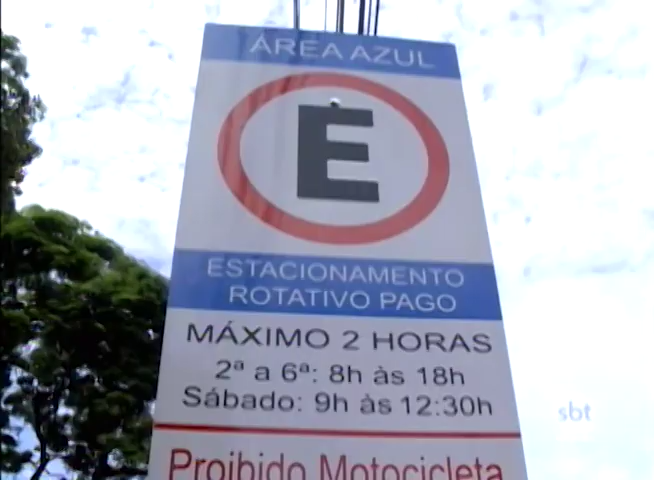 ÁREA AZUL
E
ESTACIONAMENTO
ROTATIVO PAGO
MÁXIMO 2 HORAS
2ª a 6ª: 8h às 18h
Sábado: 9h às 12:30h
Proibido Motocicleta
sbt